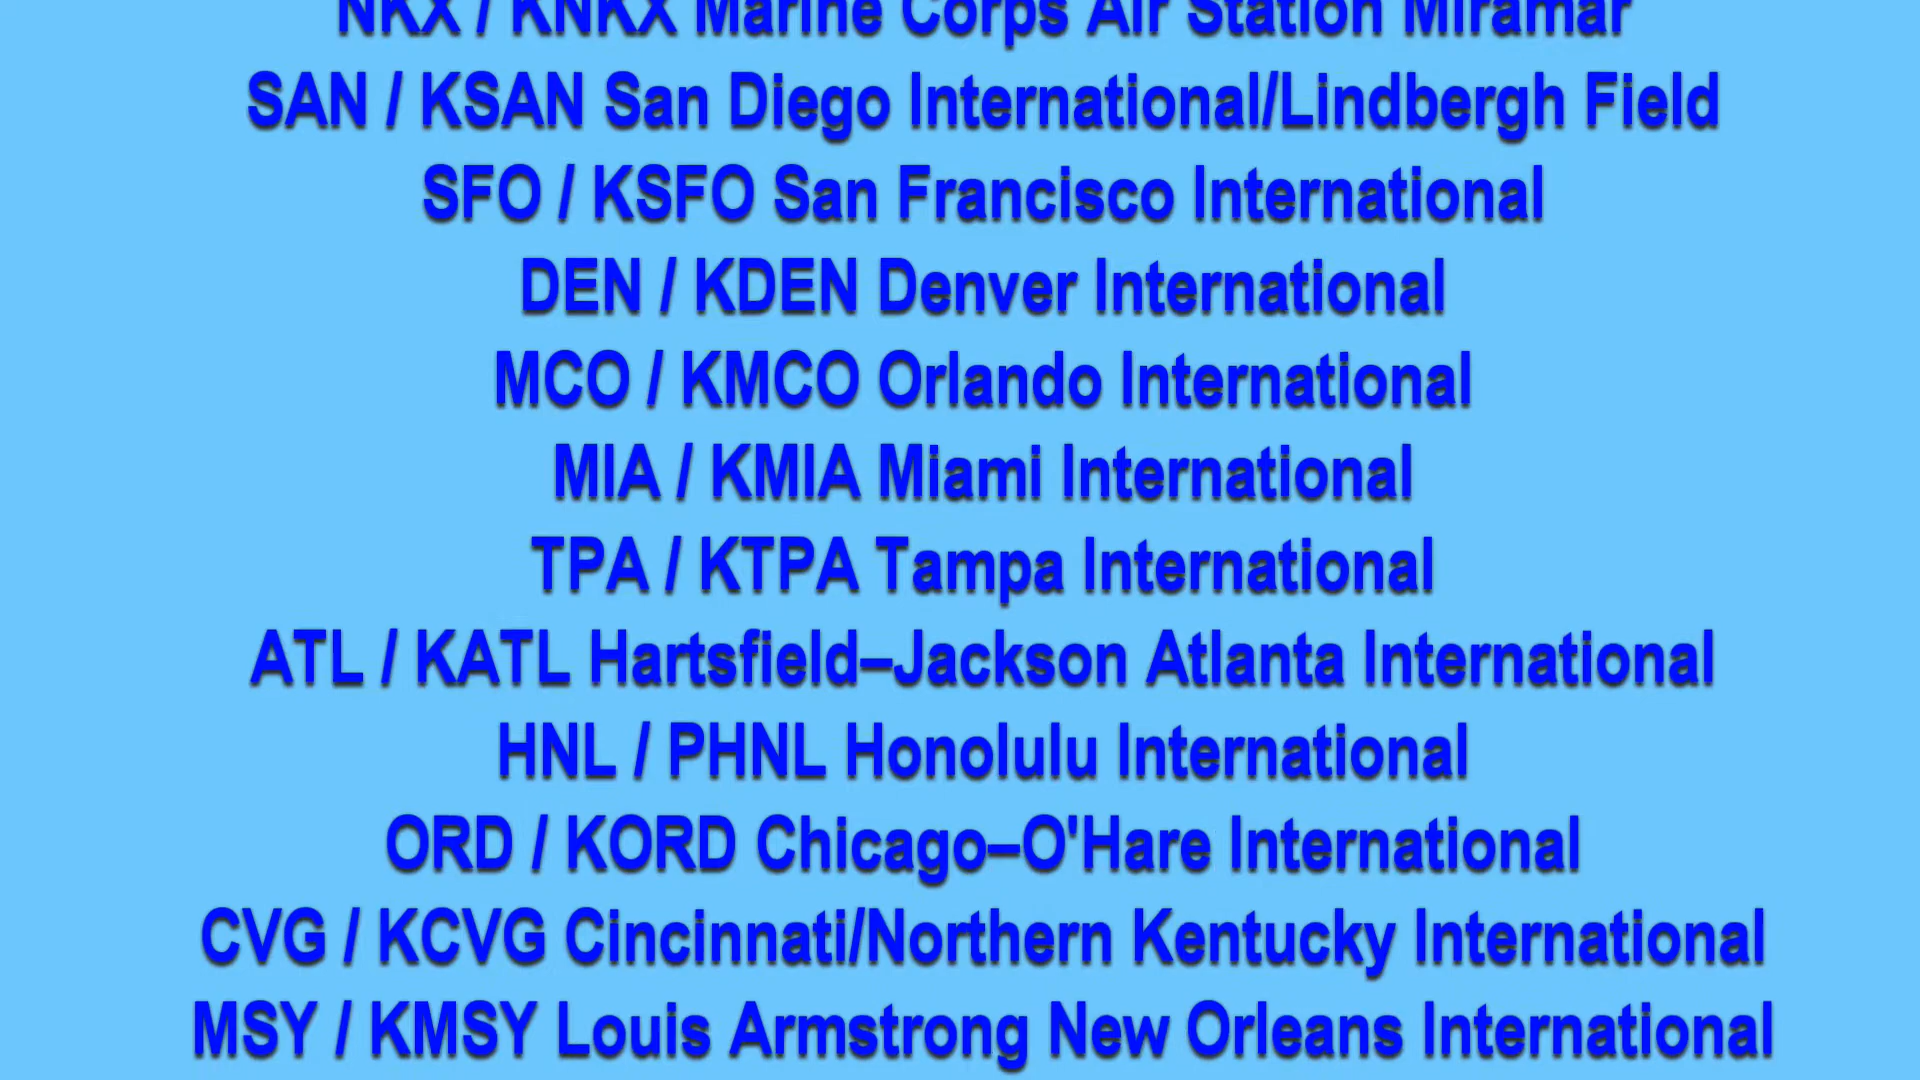 NKX / KNKX Marine Corps Air Station Miramar
SAN / KSAN San Diego International/Lindbergh Field
SFO / KSFO San Francisco International
DEN / KDEN Denver International
MCO / KMCO Orlando International
MIA / KMIA Miami International
TPA / KTPA Tampa International
ATL / KATL Hartsfield–Jackson Atlanta International
HNL / PHNL Honolulu International
ORD / KORD Chicago–O'Hare International
CVG / KCVG Cincinnati/Northern Kentucky International
MSY / KMSY Louis Armstrong New Orleans International